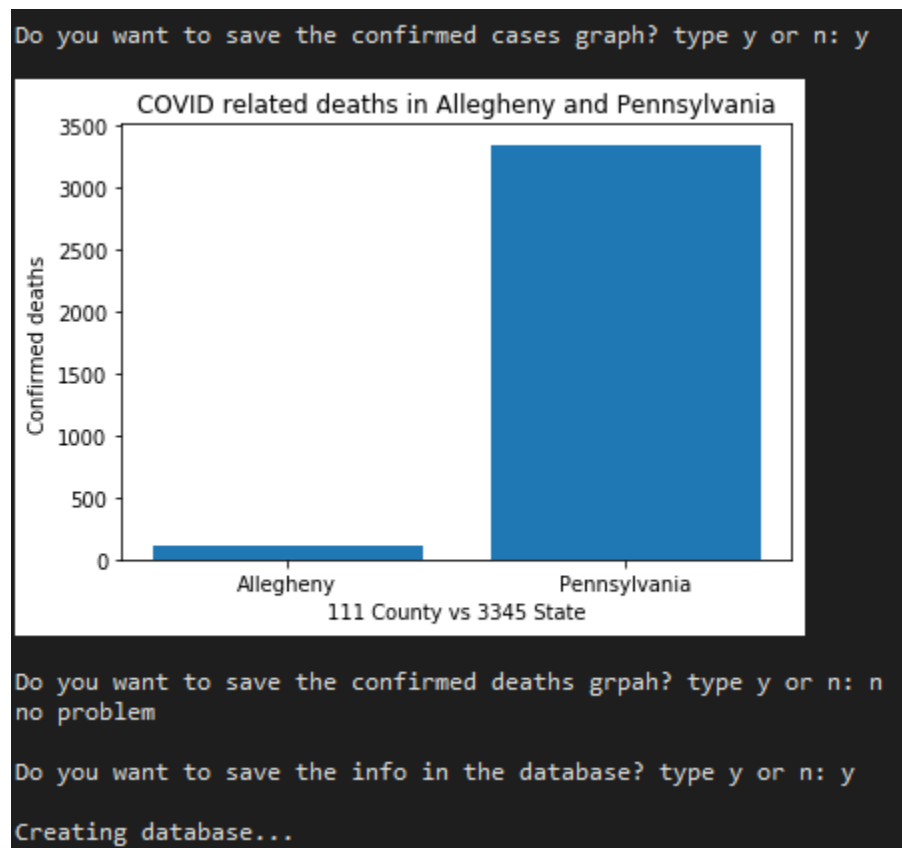 Do you want to save the confirmed cases graph? type y or n: y
COVID related deaths in Allegheny and Pennsylvania
3500
3000
2500
2000
1500
1000
500
0
Confirmed deaths
Allegheny Pennsylvania
111 County vs 3345 State
Do you want to save the confirmed deaths grpah? type y or n: n
no problem
Do you want to save the info in the database? type y or n: y
Creating database...